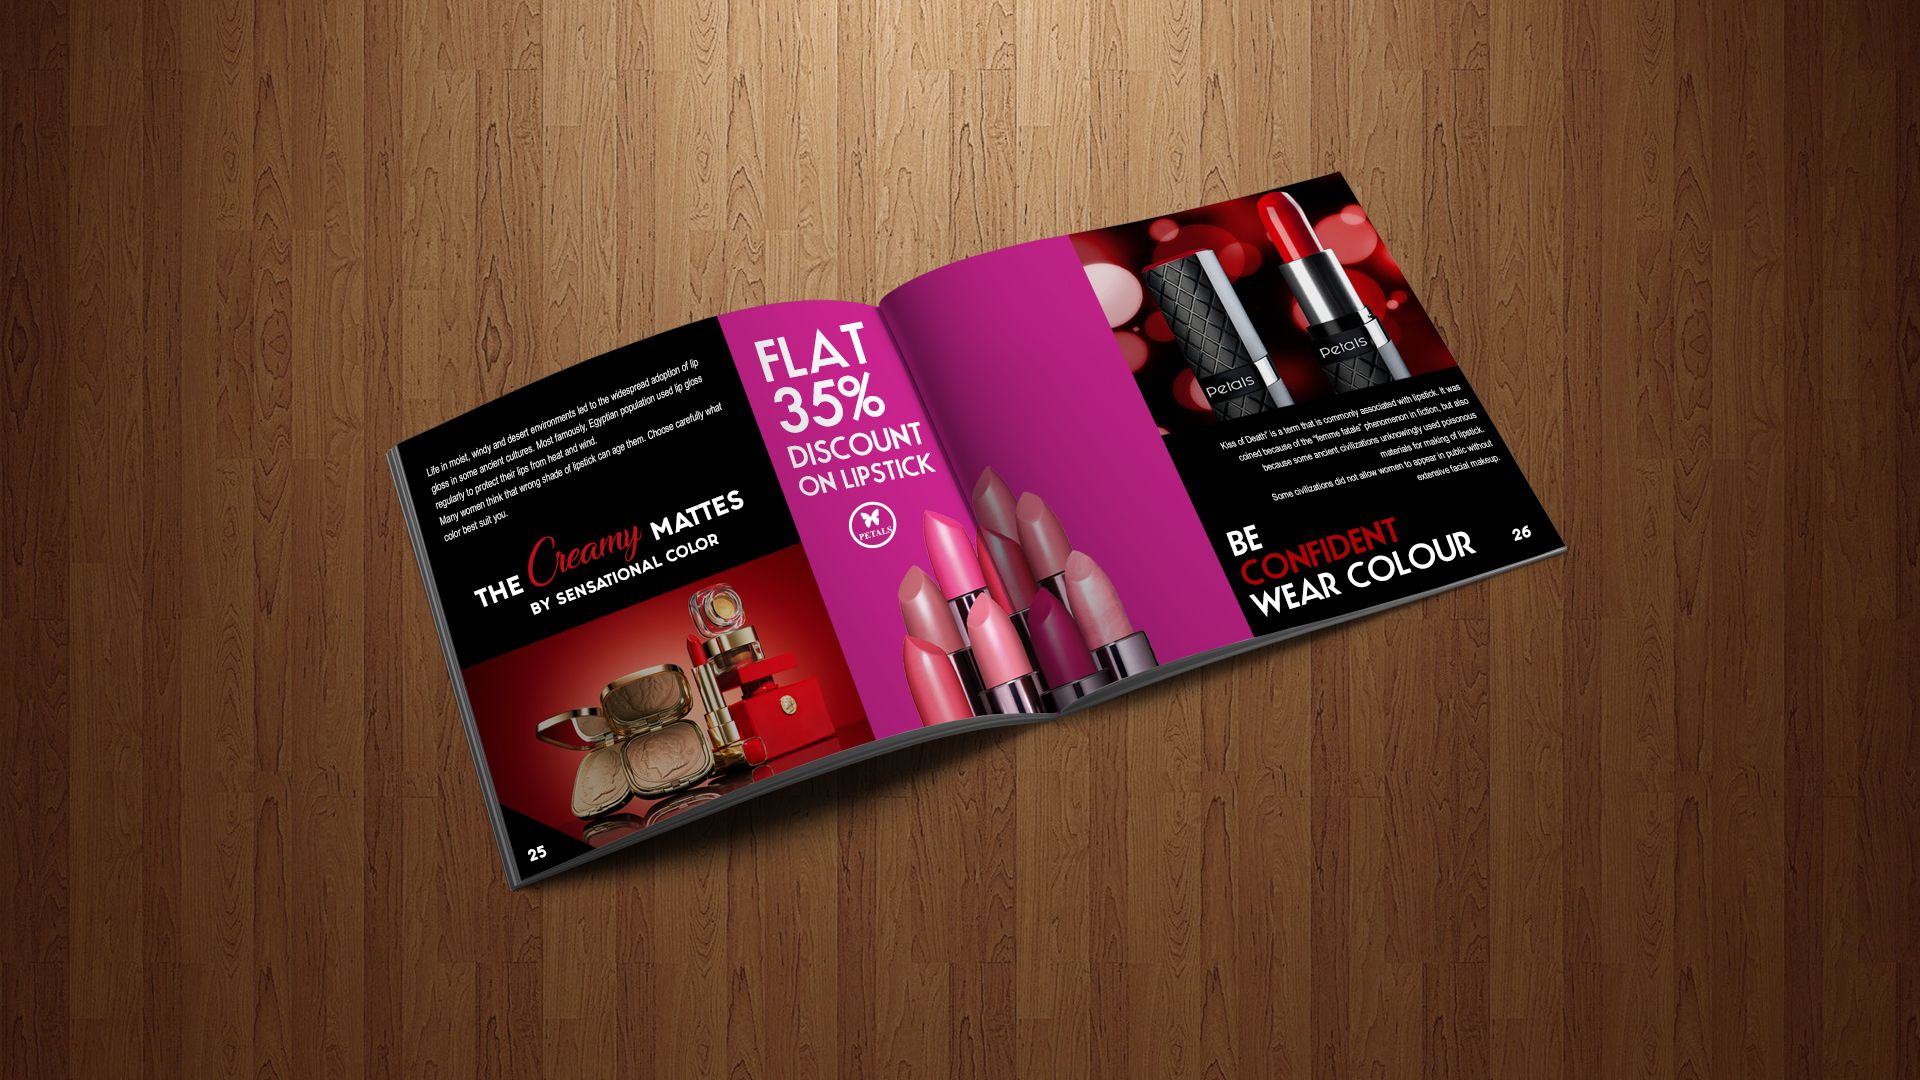 Life in moist, windy and desert environments led to the widespread adoption of lip
gloss in some ancient cultures. Most famously, Egyptian population used lip gloss
regularly to protect their lips from heat and wind.
Many women think that wrong shade of lipstick can age them. Choose carefully what
color best suit you.
THE Creamy MATTES
BY SENSATIONAL COLOR
25
FLAT
35%
DISCOUNT
ON LIPSTICK
PETALS
Petals
Petals
Kiss of Death" is a term that is commonly associated with lipstick. It was
coined because of the "femme fatale" phenomenon in fiction, but also
because some ancient civilizations unknowingly used poisonous
materials for making of lipstick.
Some civilizations did not allow women to appear in public without
extensive facial makeup.
BE
CONFIDENT
WEAR COLOUR
26